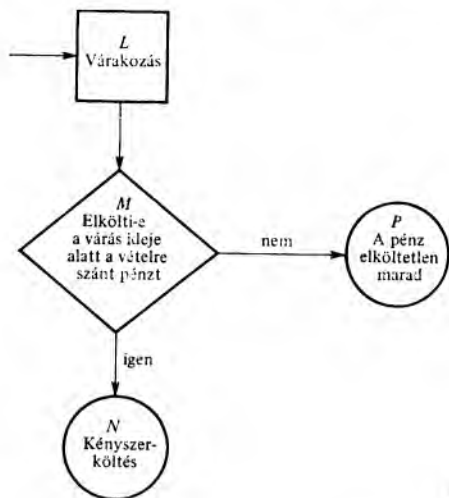 L
Várakozás
M
Elkölti-e
a várás ideje
alatt a vételre
szánt pénzt
nem
P
A pénz
elköltetlen
marad
igen
N
Kényszer-
költés